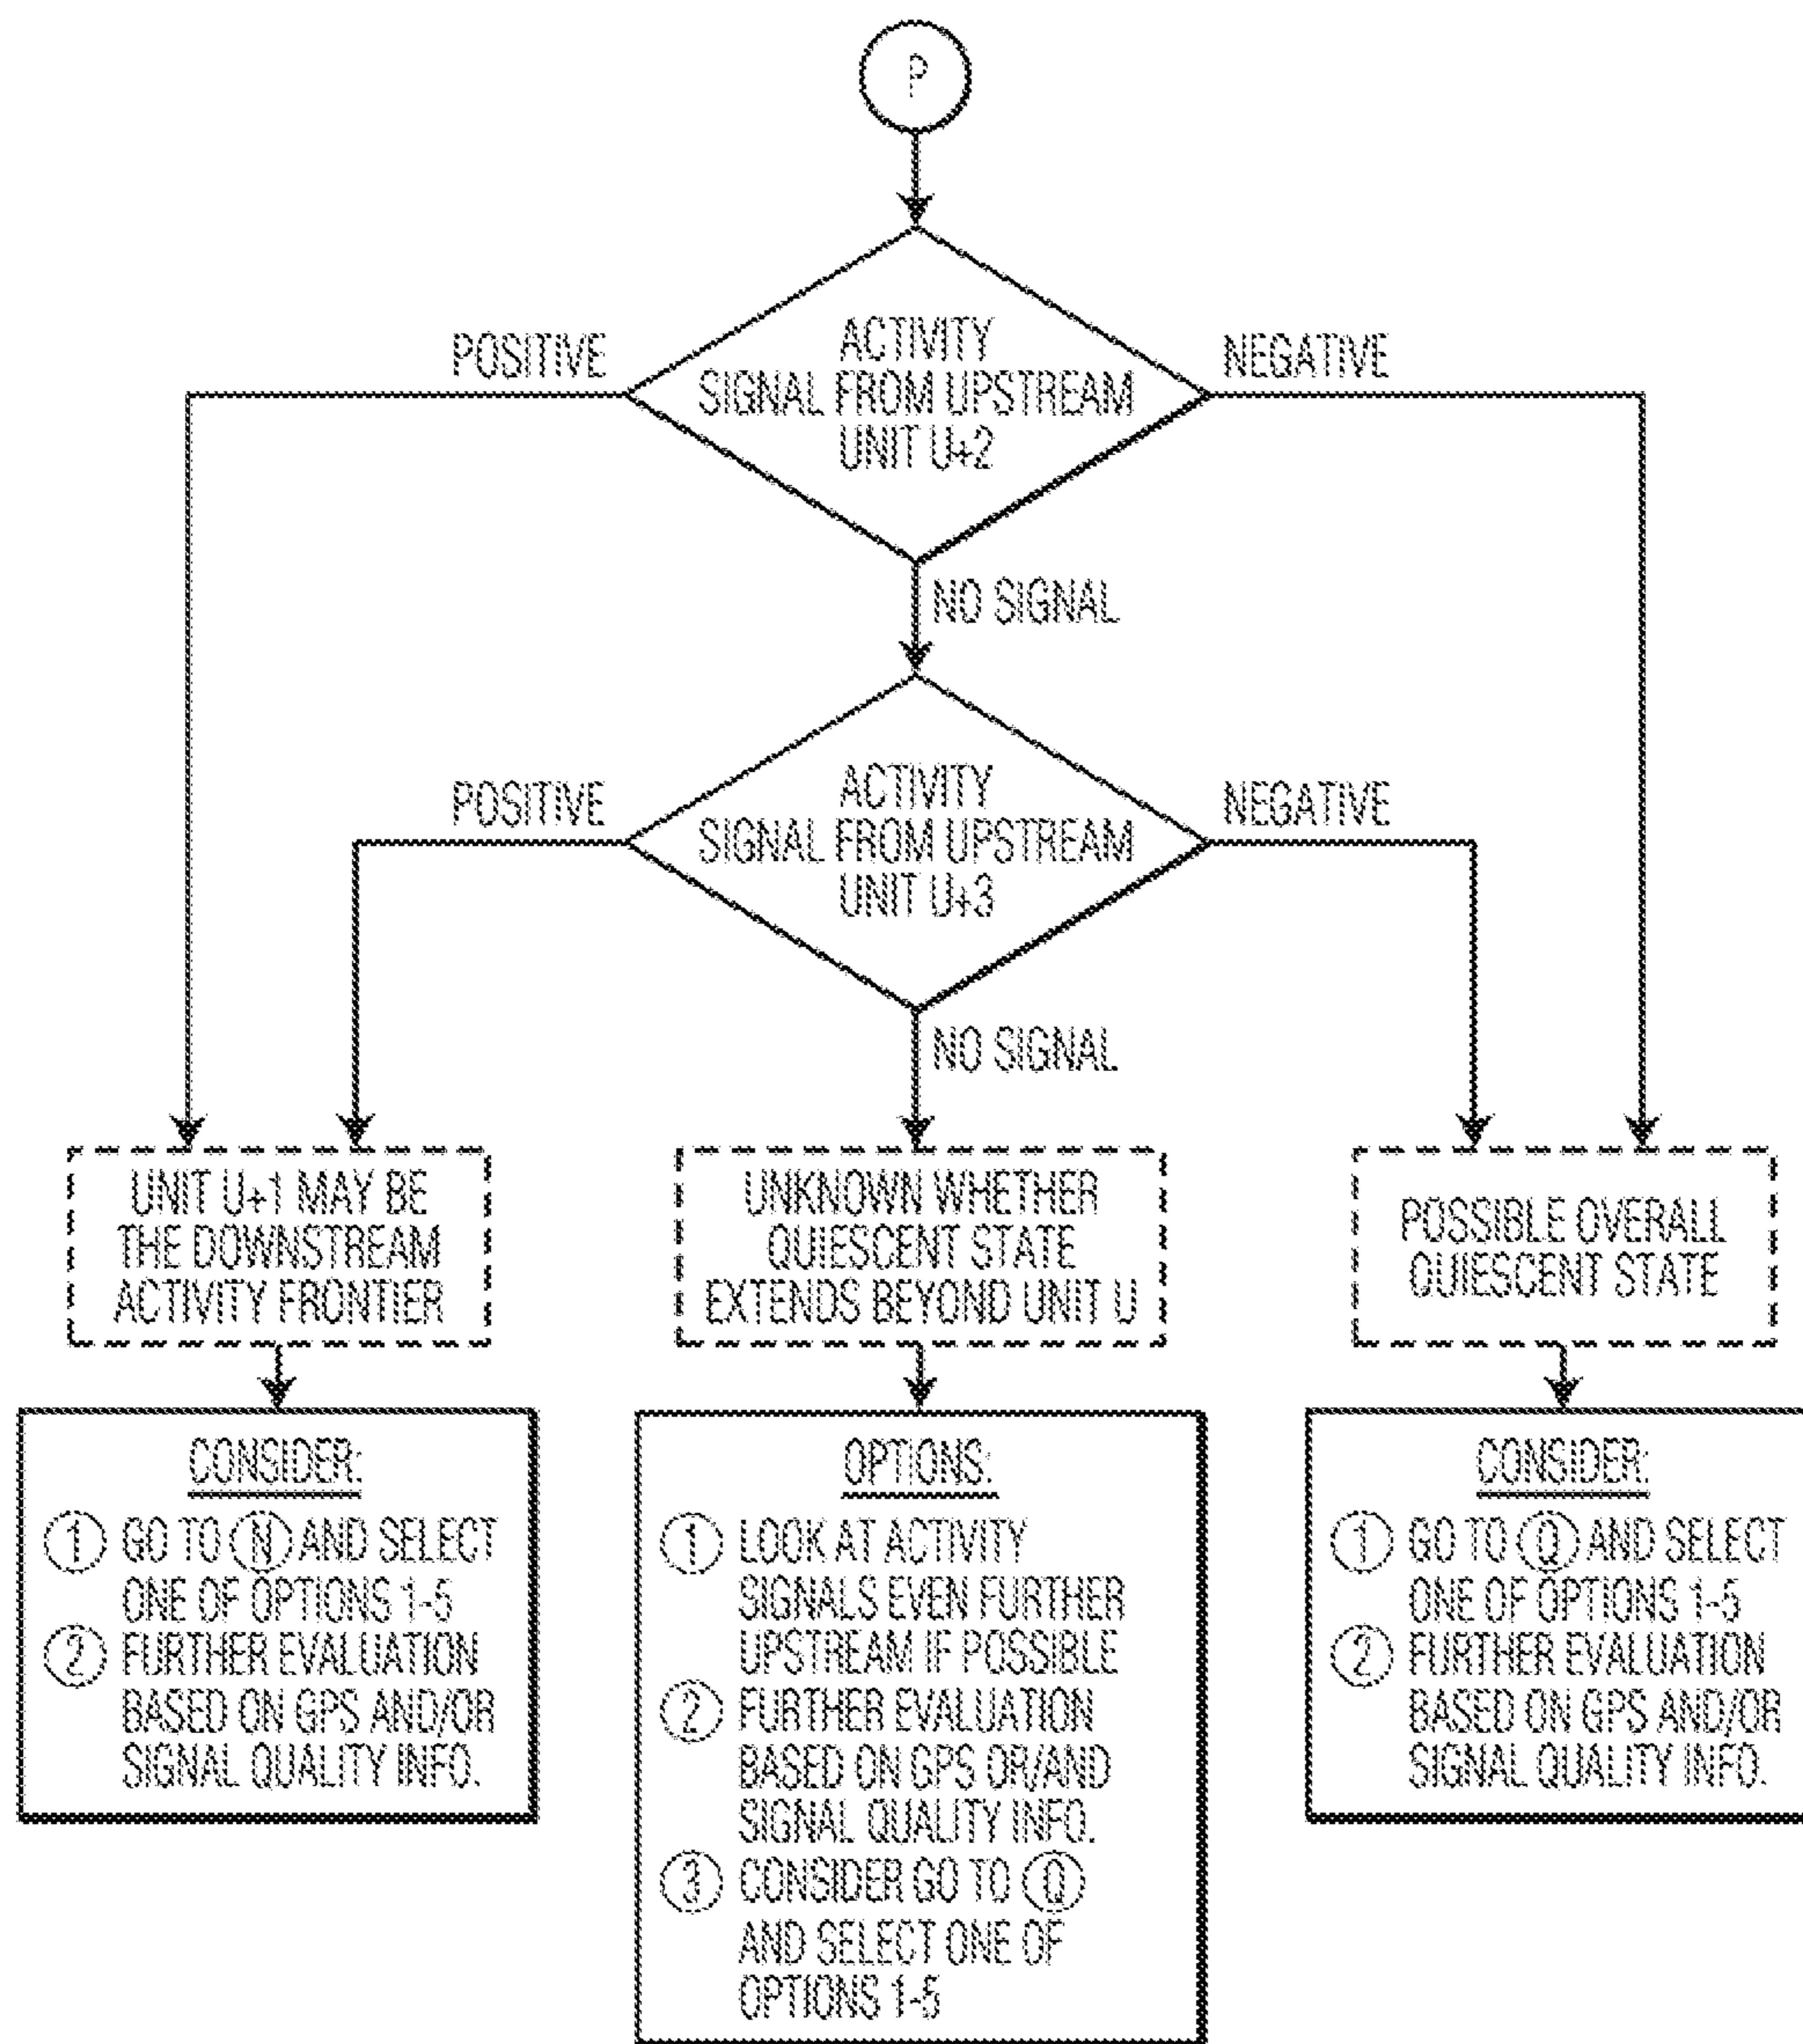 P
POSITIVE
ACTIVITY
SIGNAL FROM UPSTREAM
UNIT U+2
NEGATIVE
NO SIGNAL
POSITIVE
ACTIVITY
SIGNAL FROM UPSTREAM
UNIT U+3
NEGATIVE
NO SIGNAL
UNIT U+1 MAY BE
THE DOWNSTREAM
ACTIVITY FRONTIER
UNKNOWN WHETHER
QUIESCENT STATE
EXTENDS BEYOND UNIT U
POSSIBLE OVERALL
QUIESCENT STATE
CONSIDER:
1 GO TO N AND SELECT
ONE OF OPTIONS 1-5
2 FURTHER EVALUATION
BASED ON GPS AND/OR
SIGNAL QUALITY INFO.
OPTIONS:
1 LOOK AT ACTIVITY
SIGNALS EVEN FURTHER
UPSTREAM IF POSSIBLE
2 FURTHER EVALUATION
BASED ON GPS OR/AND
SIGNAL QUALITY INFO.
3 CONSIDER GO TO Q
AND SELECT ONE OF
OPTIONS 1-5
CONSIDER:
1 GO TO Q AND SELECT
ONE OF OPTIONS 1-5
2 FURTHER EVALUATION
BASED ON GPS AND/OR
SIGNAL QUALITY INFO.